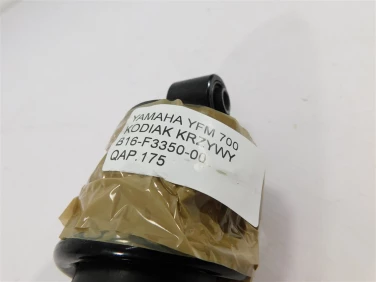 YAMAHA YFM 700
KODIAK KRZYWY
B16-F3350-00
QAP.175